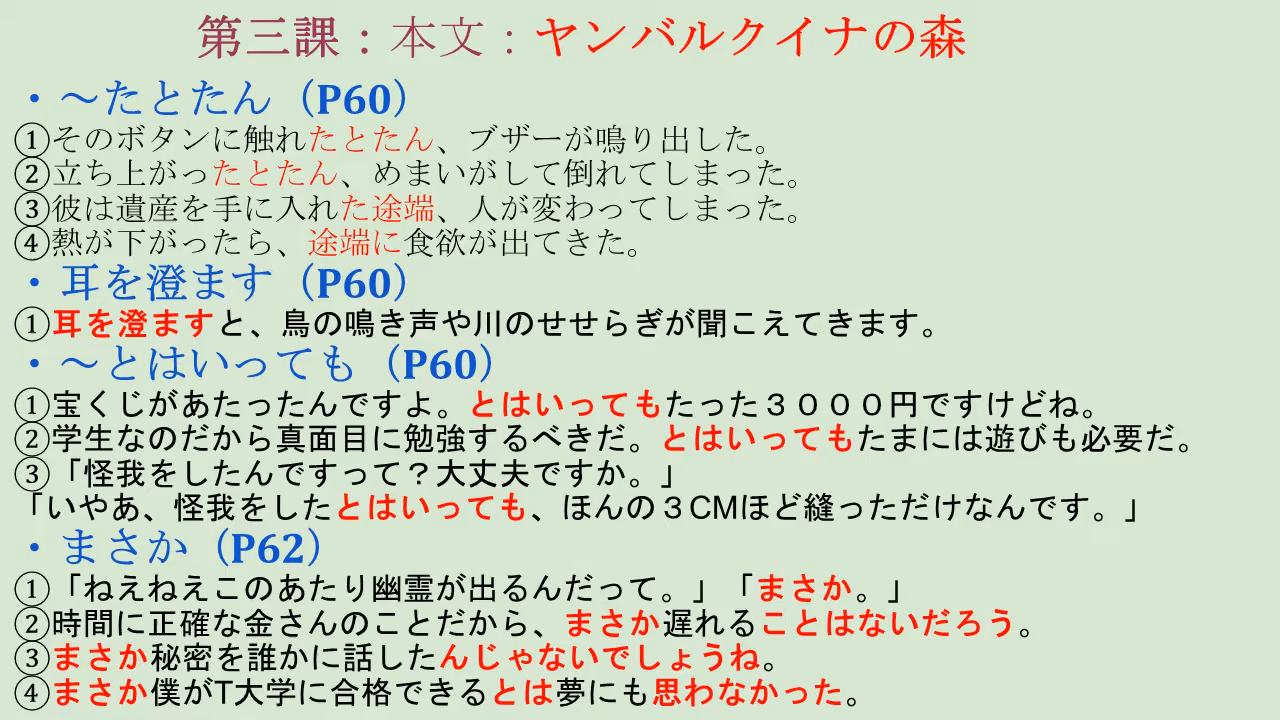 第三課：本文：ヤンバルクイナの森
・～たとたん（P60）
①そのボタンに触れたとたん、ブザーが鳴り出した。
②立ち上がったとたん、めまいがして倒れてしまった。
③彼は遺産を手に入れた途端、人が変わってしまった。
④熱が下がったら、途端に食欲が出てきた。
・耳を澄ます（P60）
①耳を澄ますと、鳥の鳴き声や川のせせらぎが聞こえてきます。
・～とはいっても（P60）
①宝くじがあたったんですよ。とはいってもたった３０００円ですけどね。
②学生なのだから真面目に勉強するべきだ。とはいってもたまには遊びも必要だ。
③「怪我をしたんですって？大丈夫ですか。」
「いやあ、怪我をしたとはいっても、ほんの３CMほど縫っただけなんです。」
・まさか（P62）
①「ねえねえこのあたり幽霊が出るんだって。」「まさか。」
②時間に正確な金さんのことだから、まさか遅れることはないだろう。
③まさか秘密を誰かに話したんじゃないでしょうね。
④まさか僕がT大学に合格できるとは夢にも思わなかった。